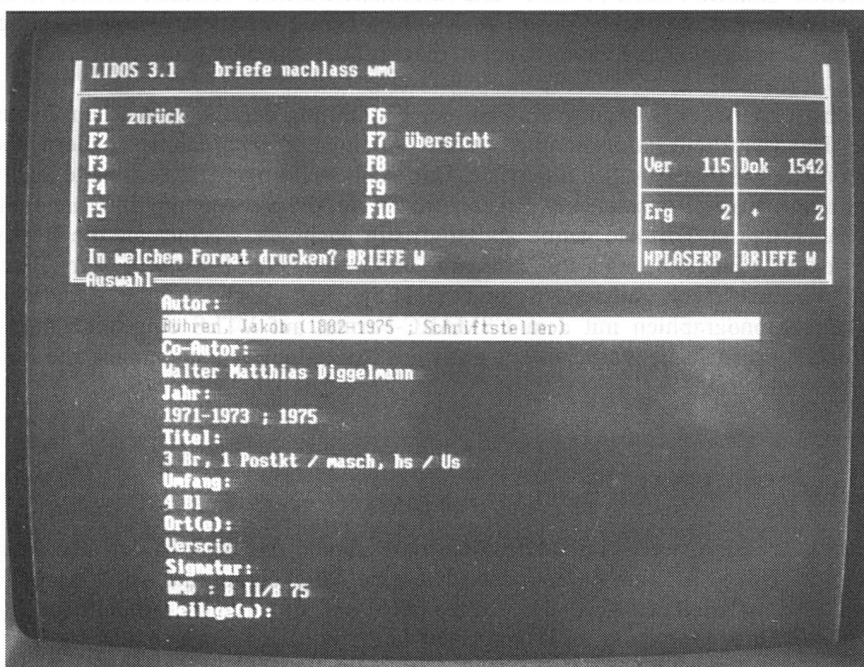 LIDOS 3.1 briefe nachlass wmd
F1 zurück F6
F2 F7 Übersicht
F3 F8 Ver 115 Dok 1542
F4 F9
F5 F10 Erg 2 + 2
In welchem Format drucken? BRIEFE W HPLASERP BRIEFE W
Auswahl
Autor:
Bührer, Jakob (1882-1975 ; Schriftsteller)
Co-Autor:
Walter Matthias Diggelmann
Jahr:
1971-1973 ; 1975
Titel:
3 Br, 1 Postkt / masch, hs / Us
Umfang:
4 Bl
Ort(e):
Verscio
Signatur:
WMD : B II/B 75
Beilage(n):